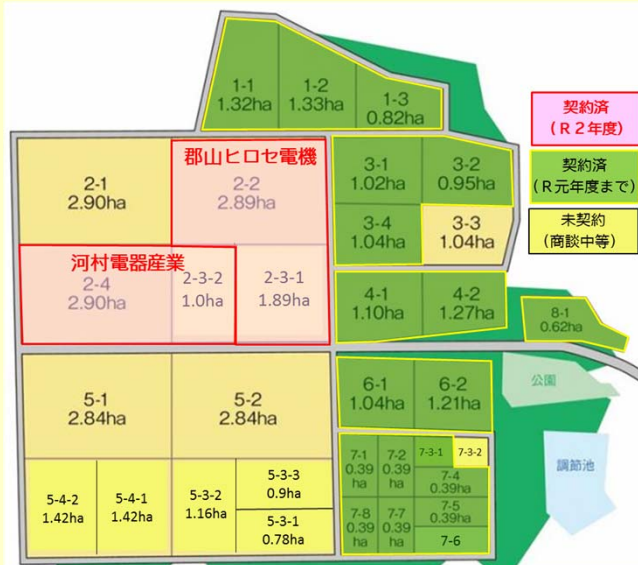 1-1
1.32ha
1-2
1.33ha
1-3
0.82ha
契約済
(R2年度)
契約済
(R元年度まで)
未契約
(商談中等)
郡山ヒロセ電機
2-1
2.90ha
2-2
2.89ha
3-1
1.02ha
3-2
0.95ha
3-4
1.04ha
3-3
1.04ha
河村電器産業
2-4
2.90ha
2-3-2
1.0ha
2-3-1
1.89ha
4-1
1.10ha
4-2
1.27ha
8-1
0.62ha
5-1
2.84ha
5-2
2.84ha
6-1
1.04ha
6-2
1.21ha
公園
調節池
5-4-2
1.42ha
5-4-1
1.42ha
5-3-2
1.16ha
5-3-3
0.9ha
5-3-1
0.78ha
7-1
0.39
ha
7-2
0.39
ha
7-3-1
7-3-2
7-4
0.39ha
7-8
0.39
ha
7-7
0.39
ha
7-5
0.39ha
7-6